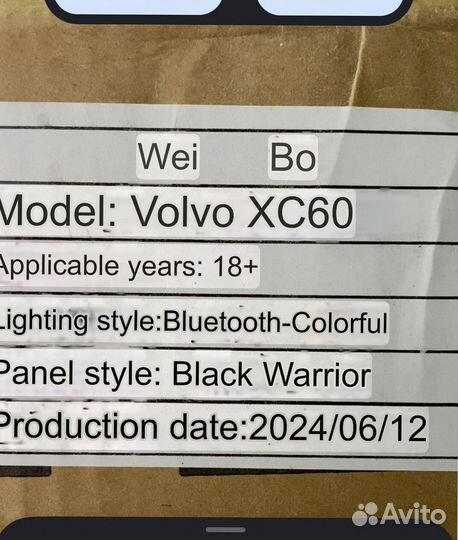 Wei Bo
Model: Volvo XC60
Applicable years: 18+
Lighting style:Bluetooth-Colorful
Panel style: Black Warrior
Production date:2024/06/12
Avito